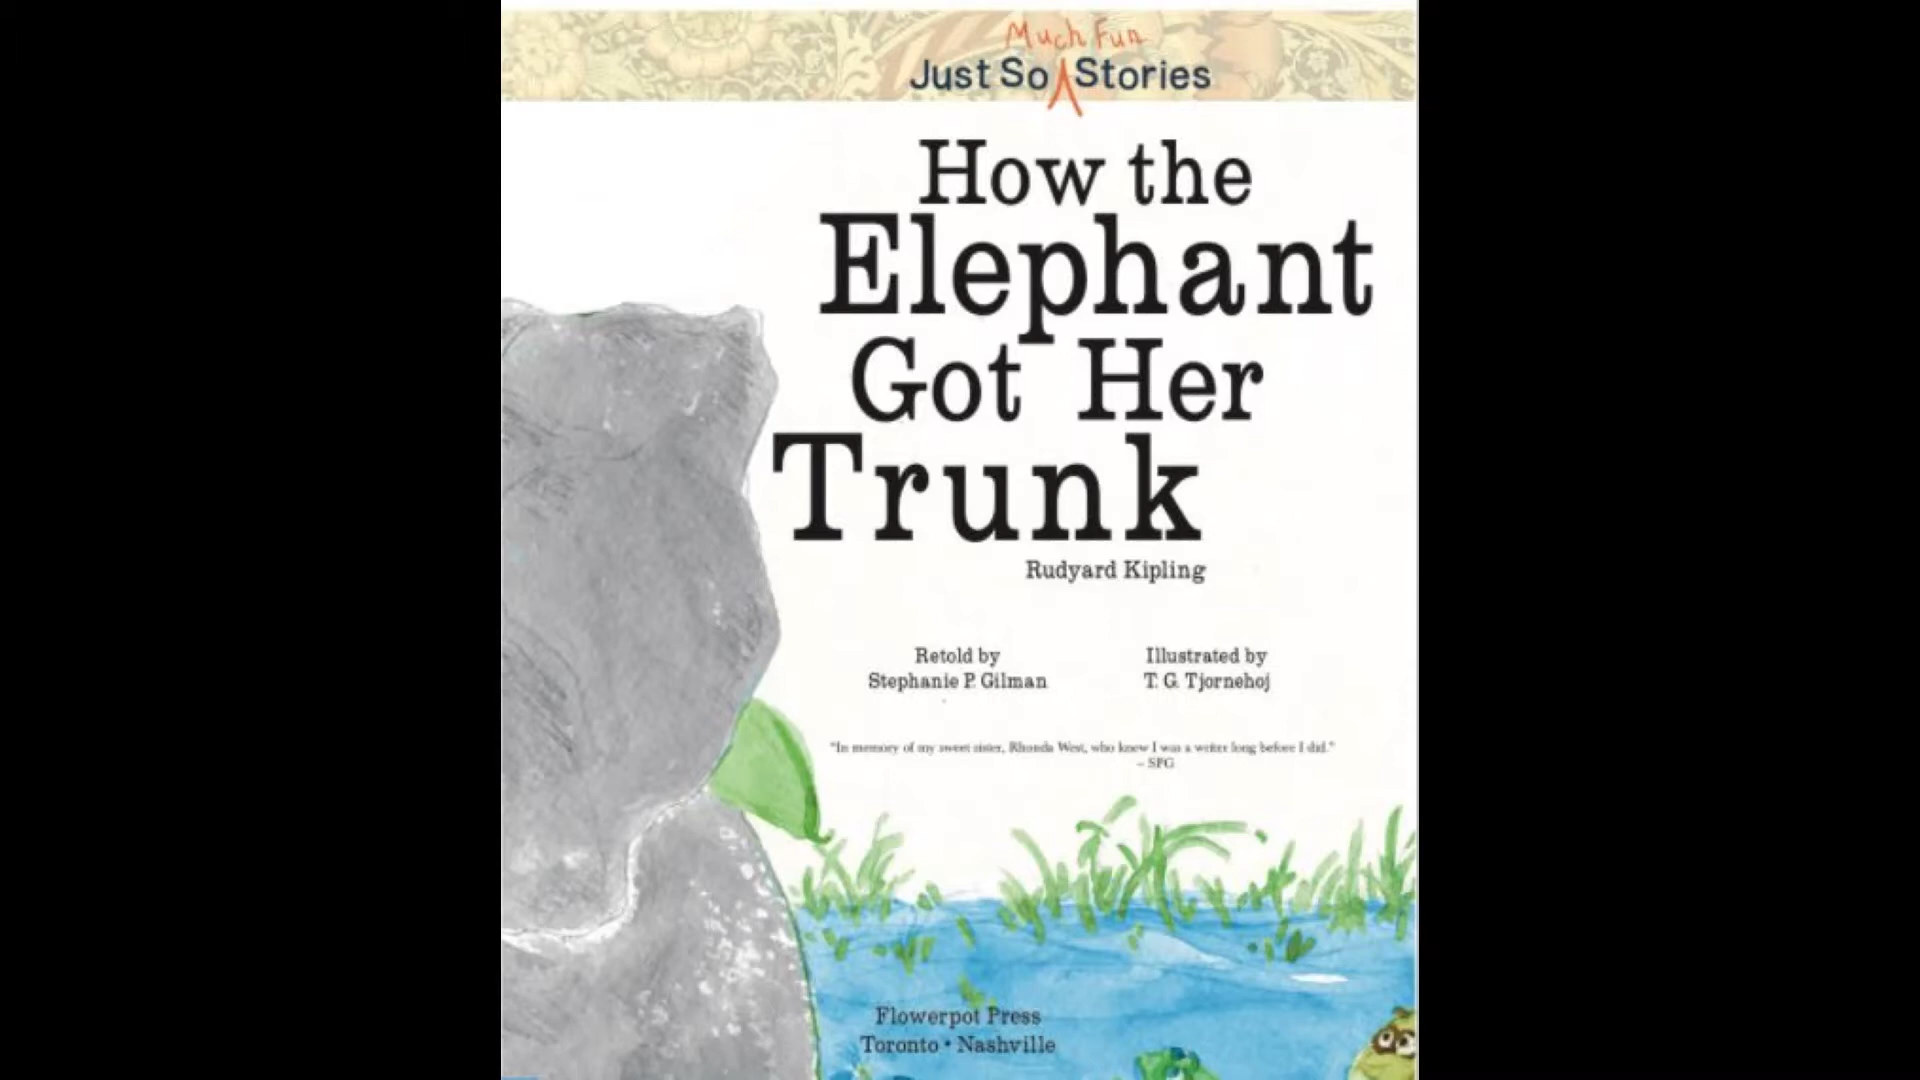 Much Fun
Just So Stories
How the
Elephant
Got Her
Trunk
Rudyard Kipling
Retold by
Stephanie P. Gilman
Illustrated by
T. G. Tjornehoj
"In memory of my sweet sister, Rhonda West, who knew I was a writer long before I did."
– SPG
Flowerpot Press
Toronto • Nashville